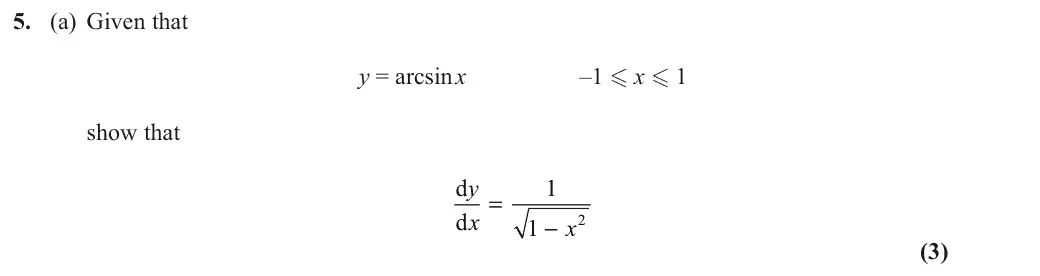 5. (a) Given that
y = arcsin x    –1 ⩽ x ⩽ 1
show that
dy/dx = 1/√(1 – x²)
(3)